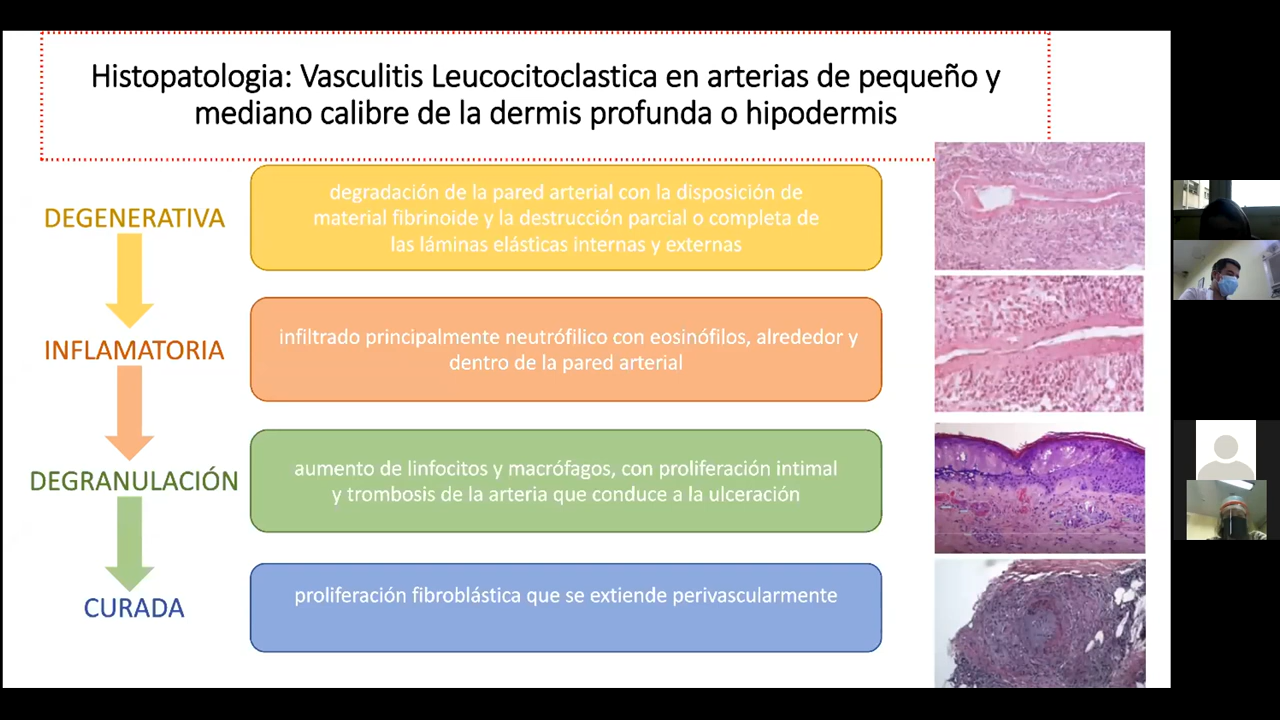 Histopatologia: Vasculitis Leucocitoclastica en arterias de pequeño y
mediano calibre de la dermis profunda o hipodermis
DEGENERATIVA
degradación de la pared arterial con la disposición de
material fibrinoide y la destrucción parcial o completa de
las láminas elásticas internas y externas
INFLAMATORIA
infiltrado principalmente neutrófilico con eosinófilos, alrededor y
dentro de la pared arterial
DEGRANULACIÓN
aumento de linfocitos y macrófagos, con proliferación intimal
y trombosis de la arteria que conduce a la ulceración
CURADA
proliferación fibroblástica que se extiende perivascularmente